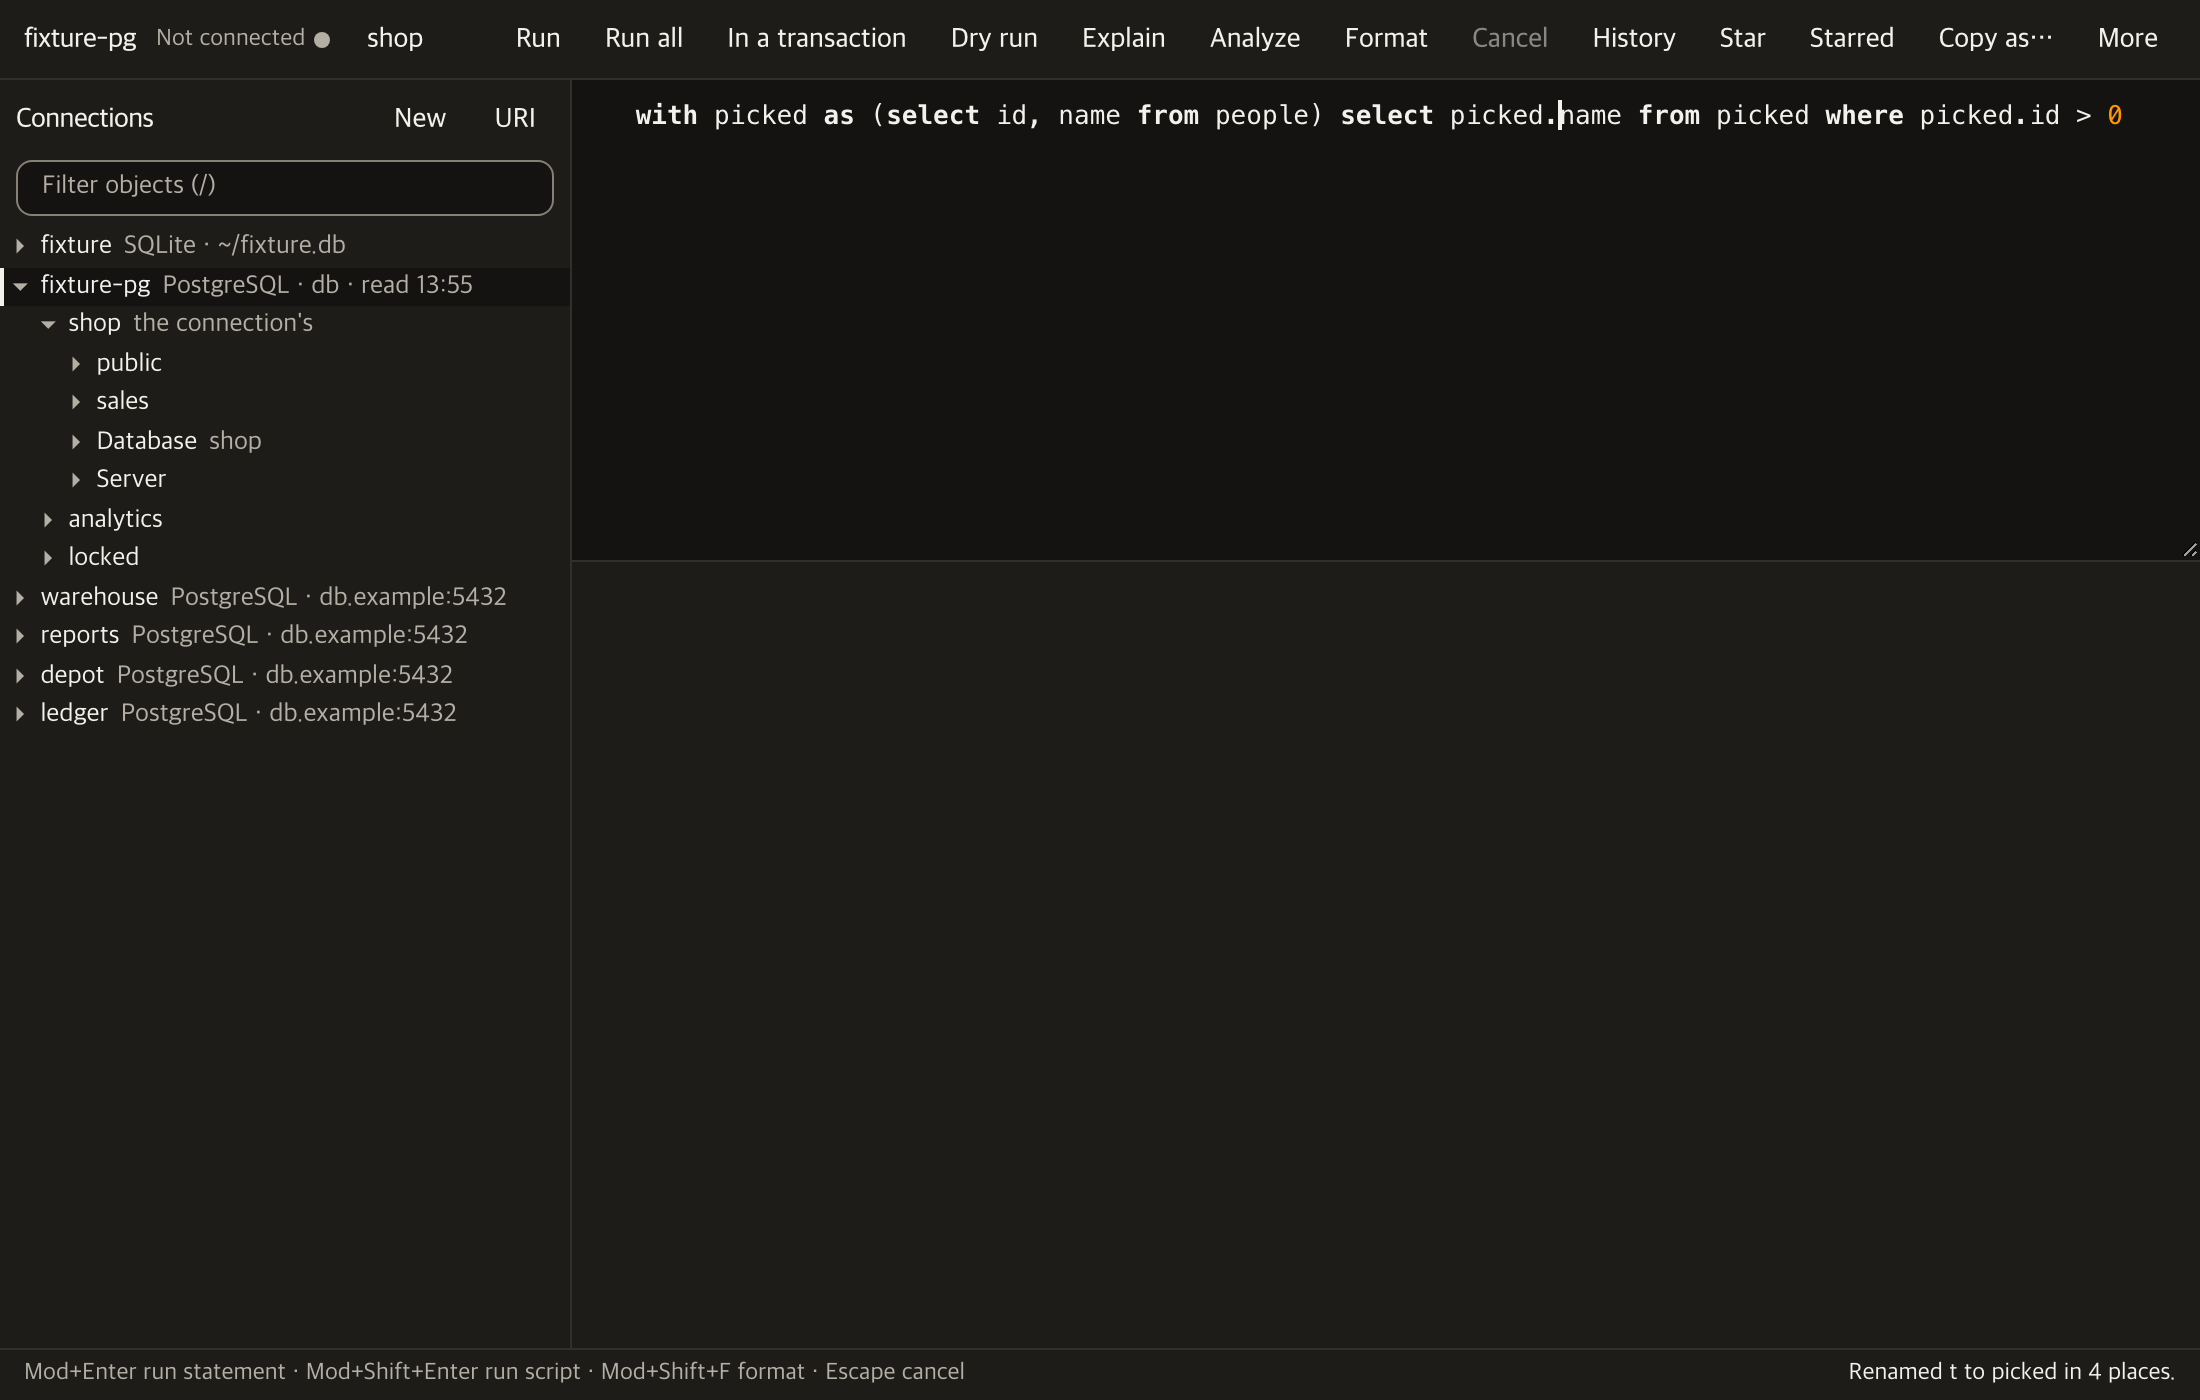 fixture-pg Not connected shop Run Run all In a transaction Dry run Explain Analyze Format Cancel History Star Starred Copy as… More
Connections New URI
Filter objects (/)
fixture SQLite · ~/fixture.db
fixture-pg PostgreSQL · db · read 13:55
shop the connection's
public
sales
Database shop
Server
analytics
locked
warehouse PostgreSQL · db.example:5432
reports PostgreSQL · db.example:5432
depot PostgreSQL · db.example:5432
ledger PostgreSQL · db.example:5432
with picked as (select id, name from people) select picked.name from picked where picked.id > 0
Mod+Enter run statement · Mod+Shift+Enter run script · Mod+Shift+F format · Escape cancel
Renamed t to picked in 4 places.